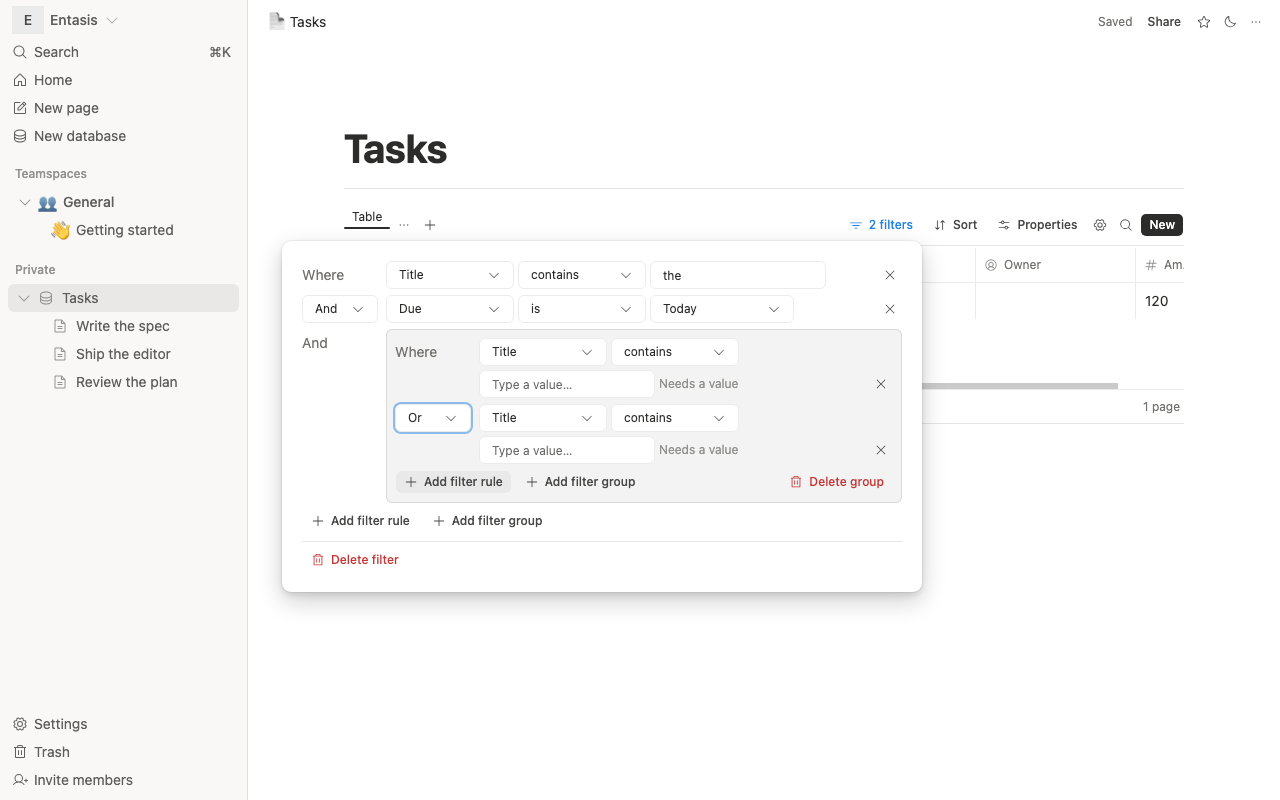 E Entasis
Tasks
Saved Share
Search ⌘K
Home
New page
New database
Teamspaces
General
Getting started
Private
Tasks
Write the spec
Ship the editor
Review the plan
Settings
Trash
Invite members
Tasks
Table
2 filters Sort Properties New
Owner # Am.
120
1 page
Where Title contains the
And Due is Today
And
Where Title contains
Type a value... Needs a value
Or Title contains
Type a value... Needs a value
Add filter rule Add filter group Delete group
Add filter rule Add filter group
Delete filter